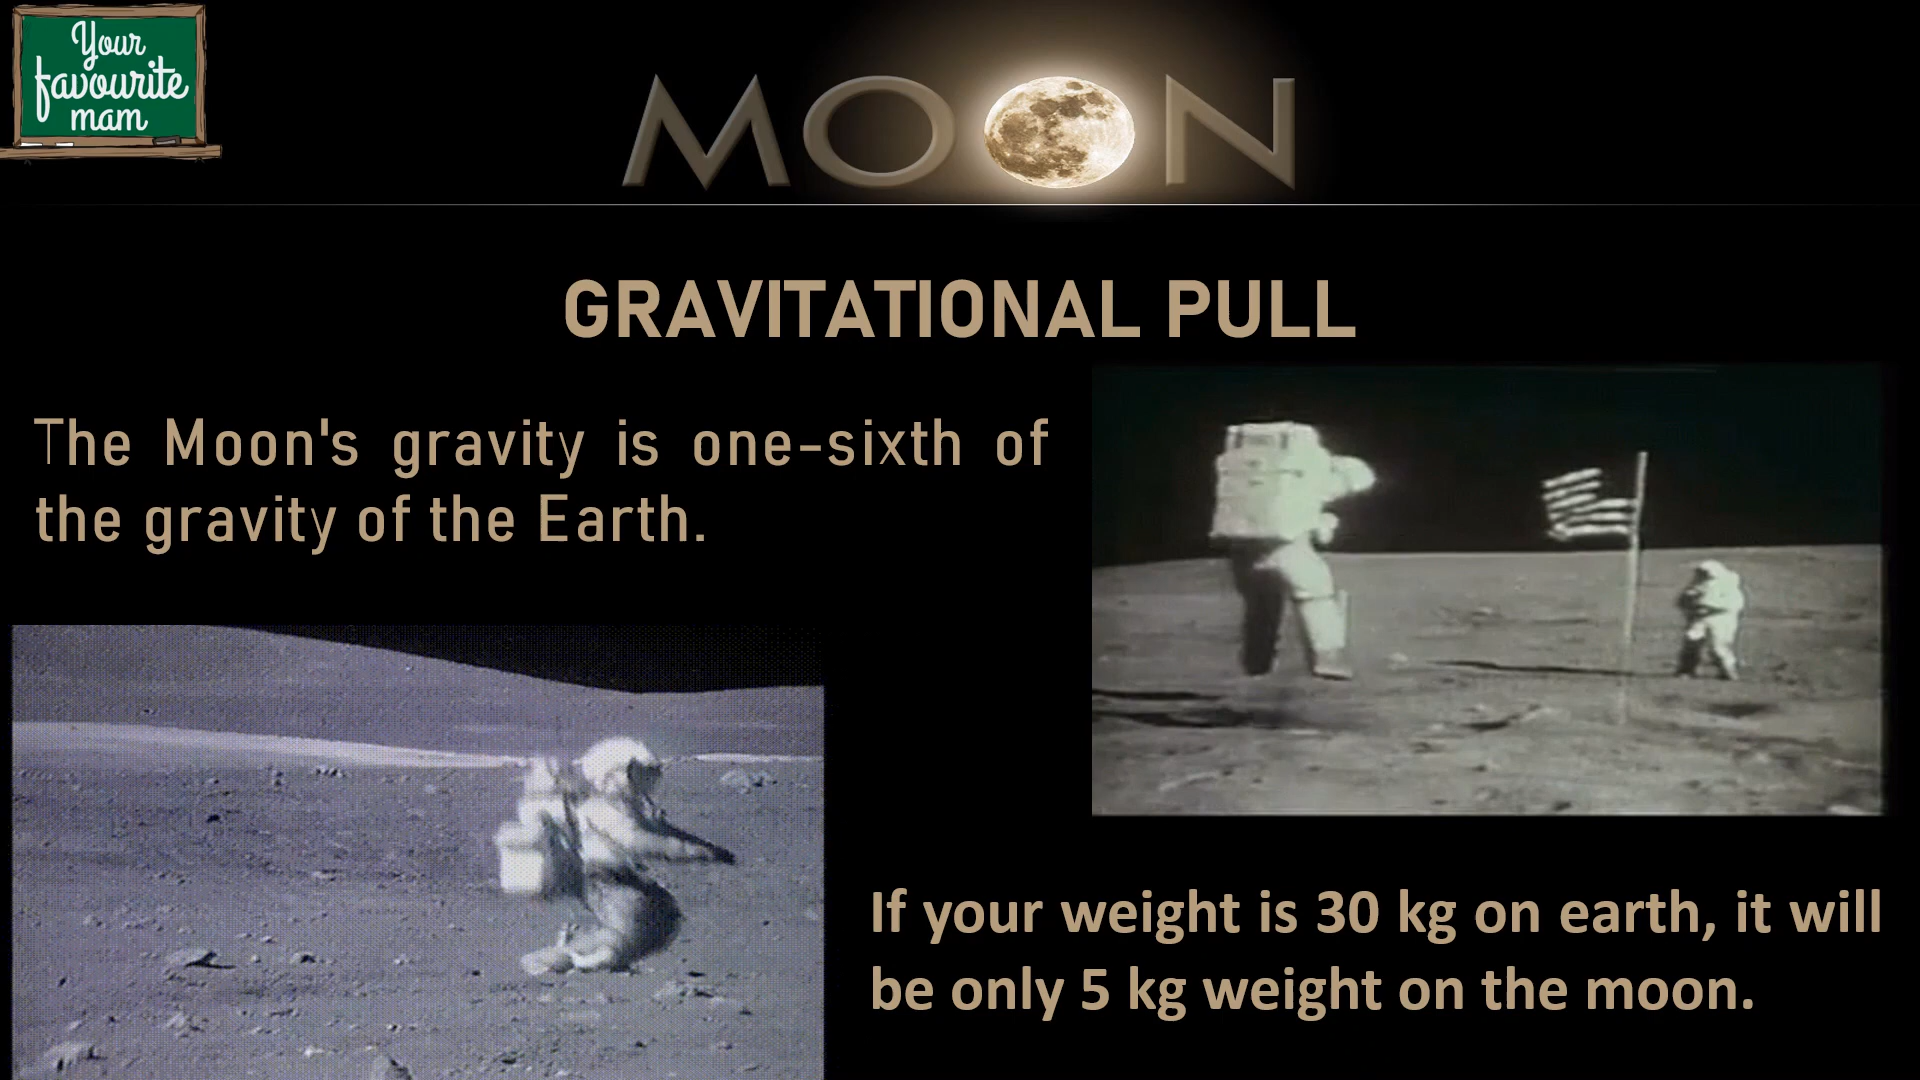 Your
favourite
mam
MOON
GRAVITATIONAL PULL
The Moon's gravity is one-sixth of
the gravity of the Earth.
If your weight is 30 kg on earth, it will
be only 5 kg weight on the moon.